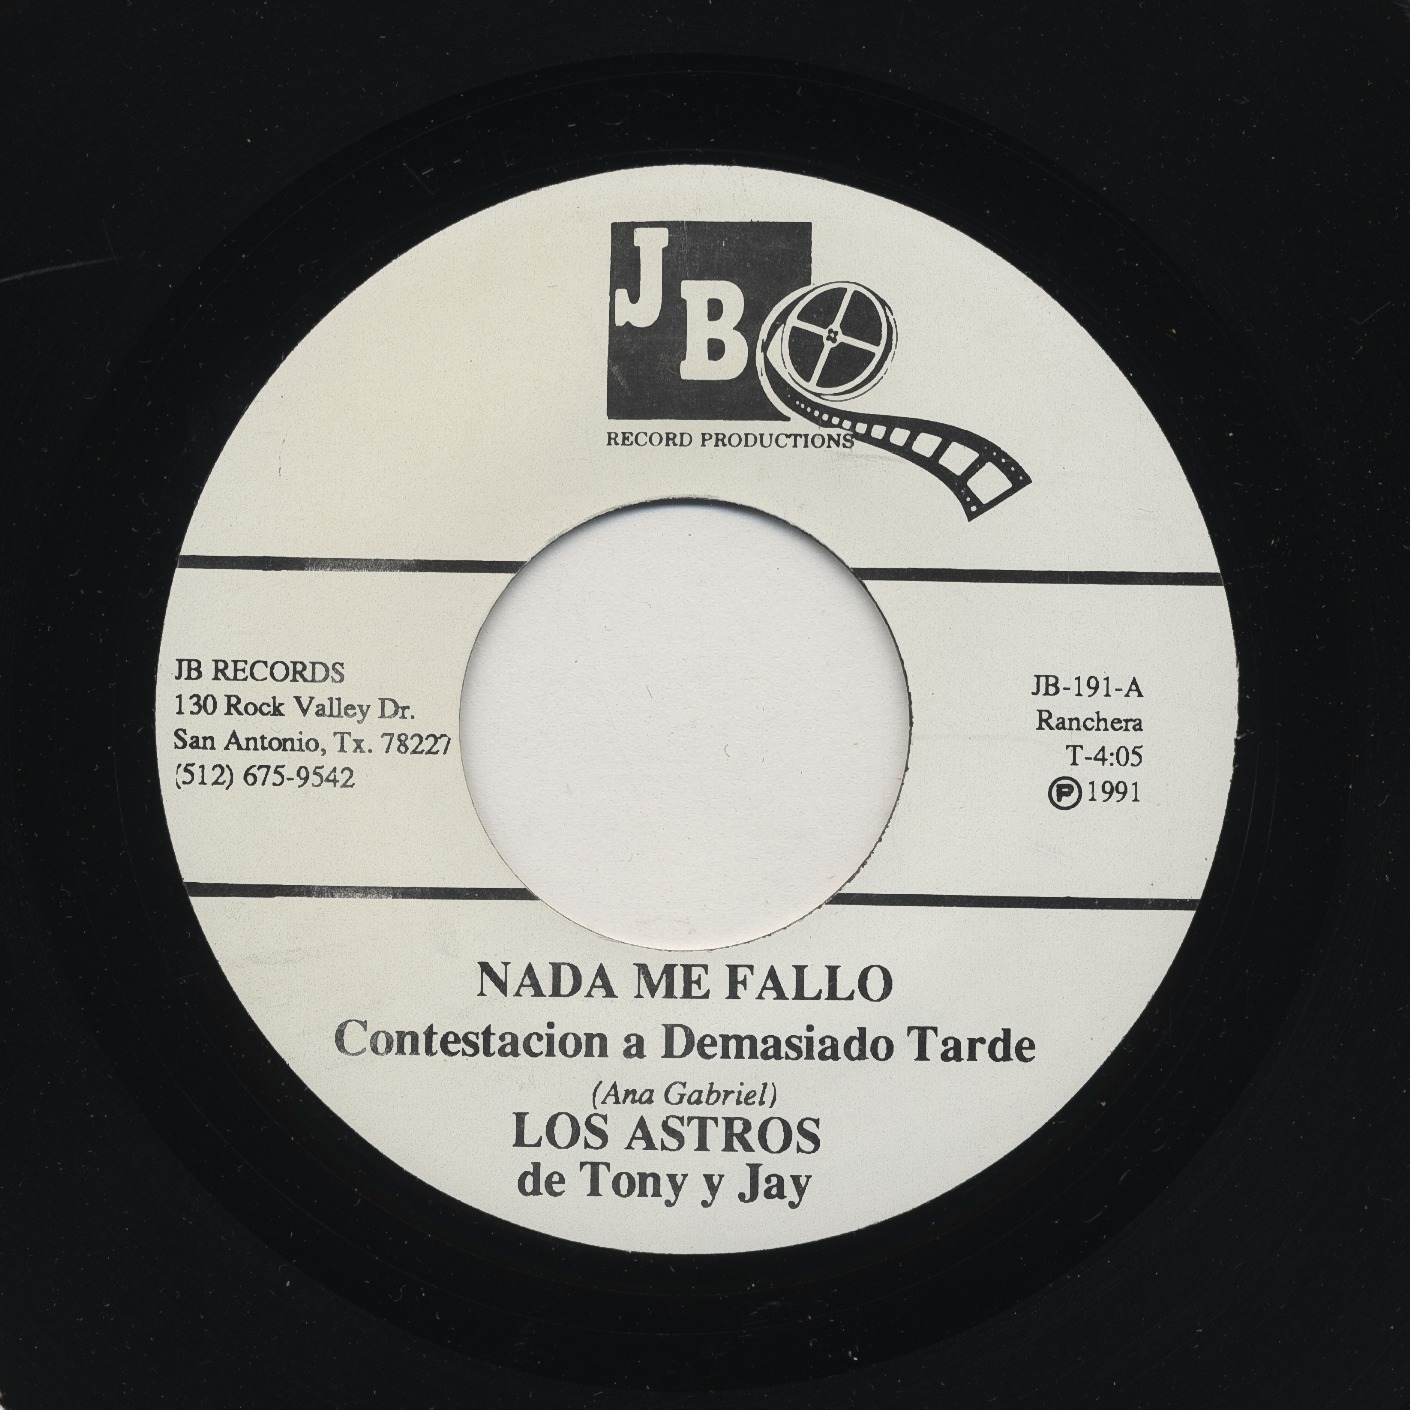 JB
RECORD PRODUCTIONS
JB RECORDS
130 Rock Valley Dr.
San Antonio, Tx. 78227
(512) 675-9542
JB-191-A
Ranchera
T-4:05
Ⓟ 1991
NADA ME FALLO
Contestacion a Demasiado Tarde
(Ana Gabriel)
LOS ASTROS
de Tony y Jay